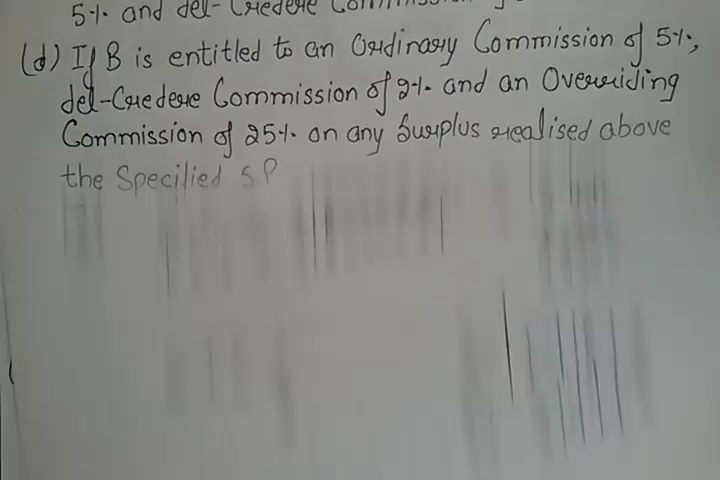 5% and del-Credere
(d) If B is entitled to an Ordinary Commission of 5%,
del-Credere Commission of 2% and an Overriding
Commission of 25% on any Surplus realised above
the Specified SP